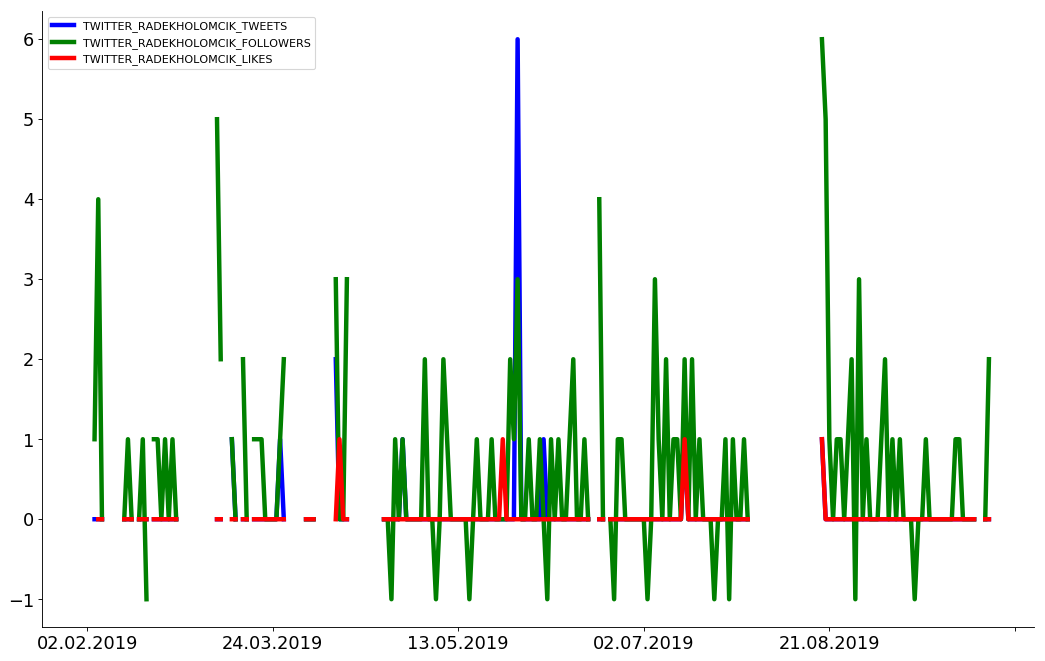 TWITTER_RADEKHOLOMCIK_TWEETS
TWITTER_RADEKHOLOMCIK_FOLLOWERS
TWITTER_RADEKHOLOMCIK_LIKES
6
5
4
3
2
1
0
−1
02.02.2019 24.03.2019 13.05.2019 02.07.2019 21.08.2019